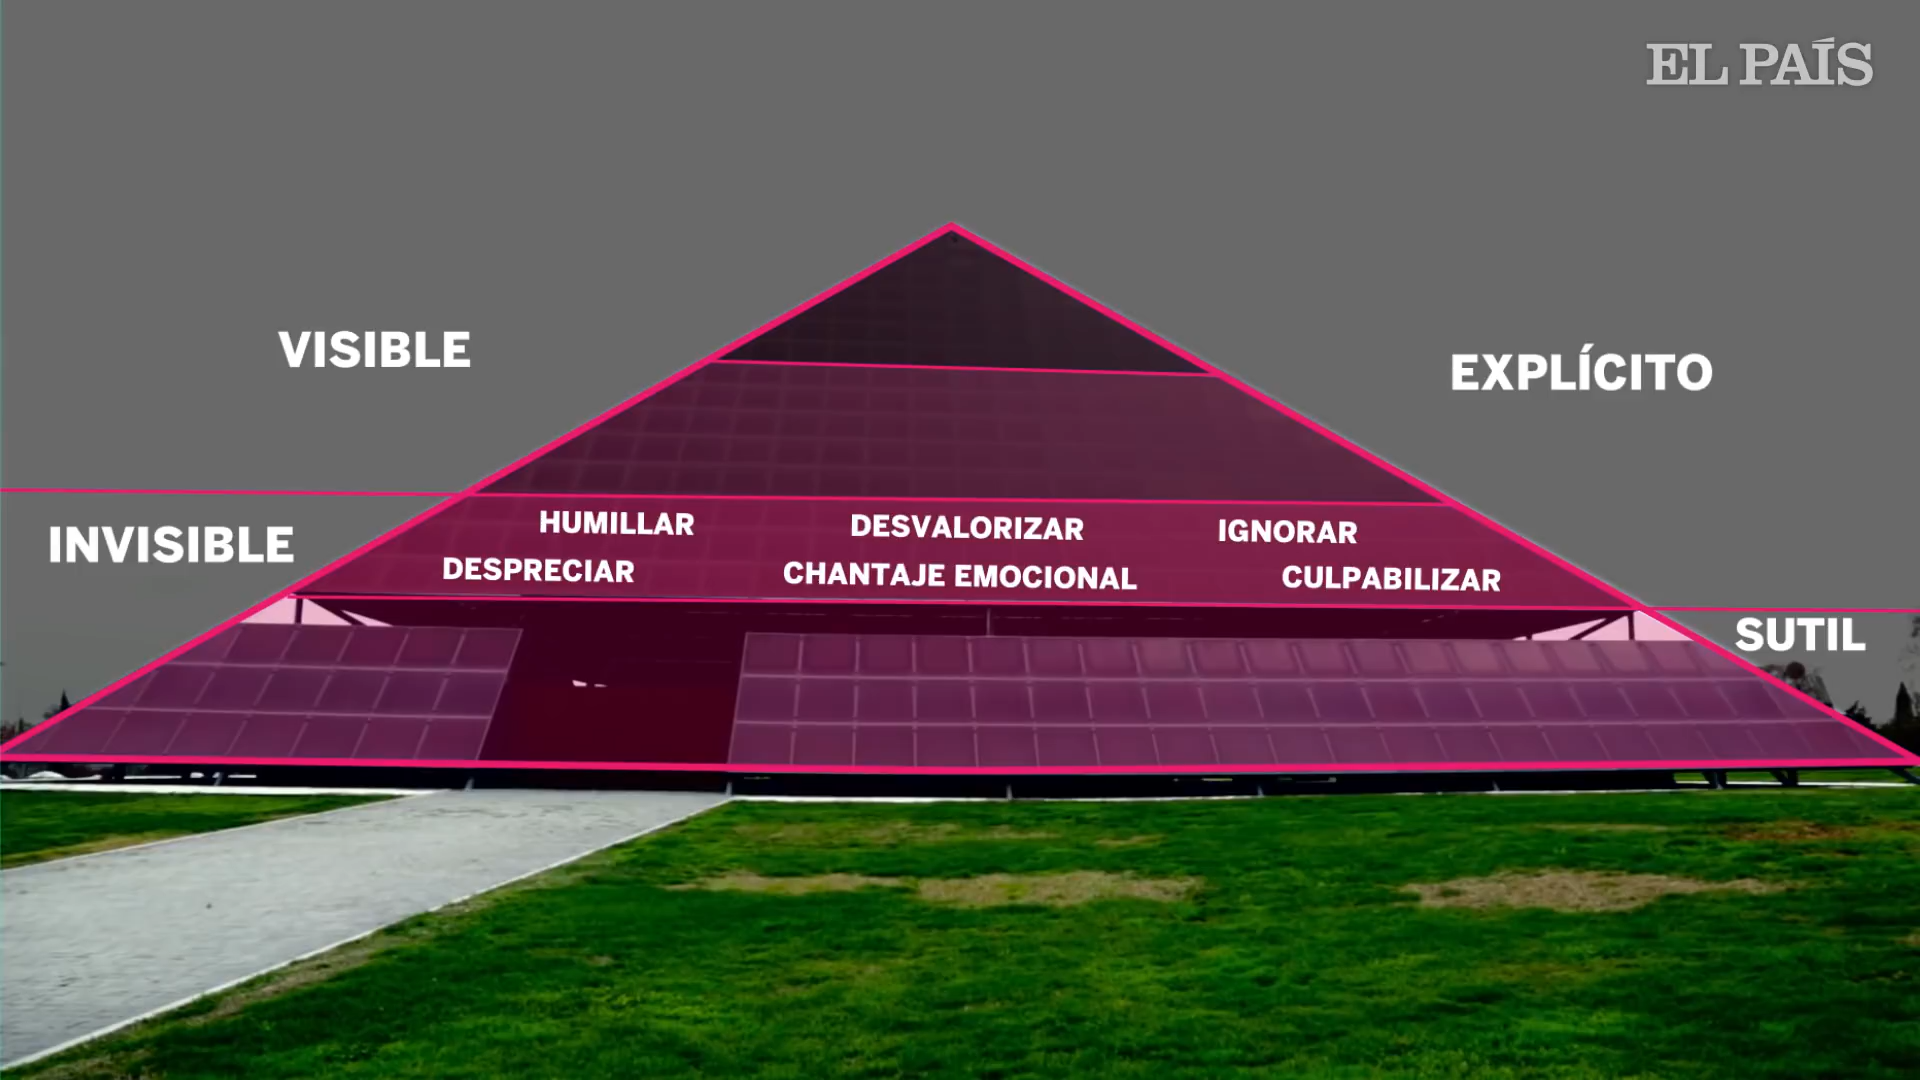 EL PAÍS
VISIBLE
EXPLÍCITO
INVISIBLE
HUMILLAR DESVALORIZAR IGNORAR
DESPRECIAR CHANTAJE EMOCIONAL CULPABILIZAR
SUTIL